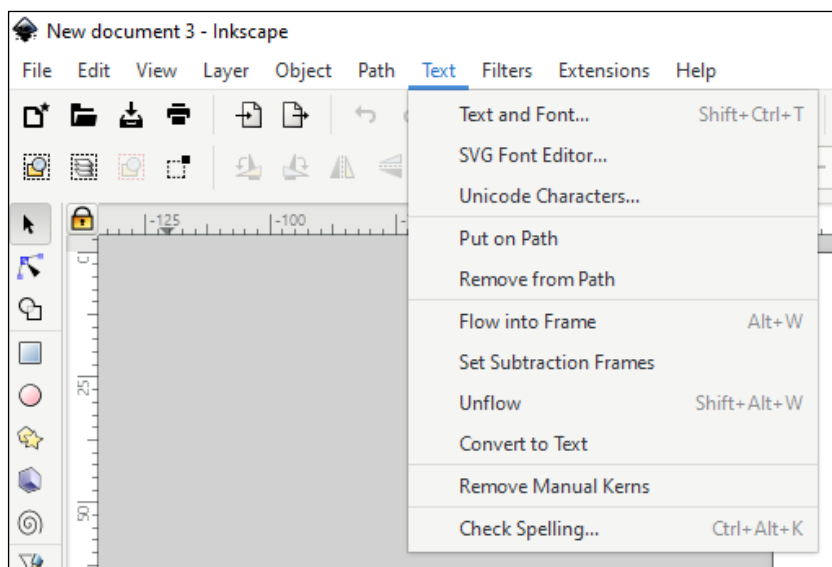 New document 3 - Inkscape
File Edit View Layer Object Path Text Filters Extensions Help
Text and Font... Shift+Ctrl+T
SVG Font Editor...
Unicode Characters...
Put on Path
Remove from Path
Flow into Frame Alt+W
Set Subtraction Frames
Unflow Shift+Alt+W
Convert to Text
Remove Manual Kerns
Check Spelling... Ctrl+Alt+K
-125 -100
0
25
50